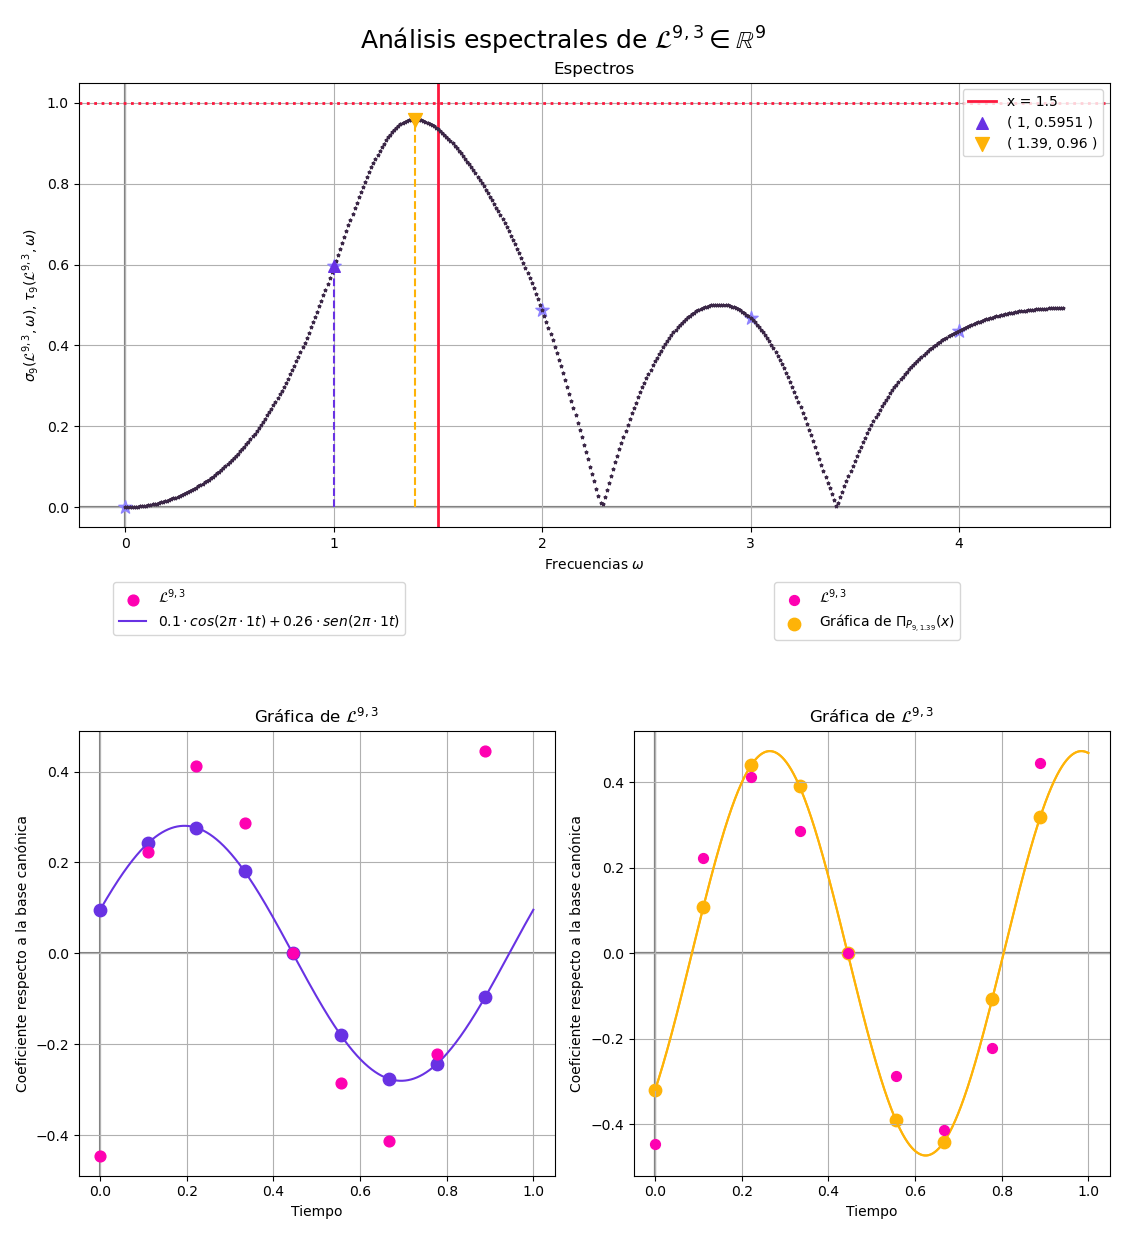 Análisis espectrales de 𝓛^{9,3} ∈ ℝ^9
Espectros
σ_9(𝓛^{9,3}, ω), τ_9(𝓛^{9,3}, ω)
1.0
0.8
0.6
0.4
0.2
0.0
x = 1.5
( 1, 0.5951 )
( 1.39, 0.96 )
0 1 2 3 4
Frecuencias ω
𝓛^{9,3}
0.1 · cos(2π · 1t) + 0.26 · sen(2π · 1t)
𝓛^{9,3}
Gráfica de Π_{P_{9,1.39}}(x)
Gráfica de 𝓛^{9,3}
Coeficiente respecto a la base canónica
0.4
0.2
0.0
−0.2
−0.4
0.0 0.2 0.4 0.6 0.8 1.0
Tiempo
Gráfica de 𝓛^{9,3}
Coeficiente respecto a la base canónica
0.4
0.2
0.0
−0.2
−0.4
0.0 0.2 0.4 0.6 0.8 1.0
Tiempo